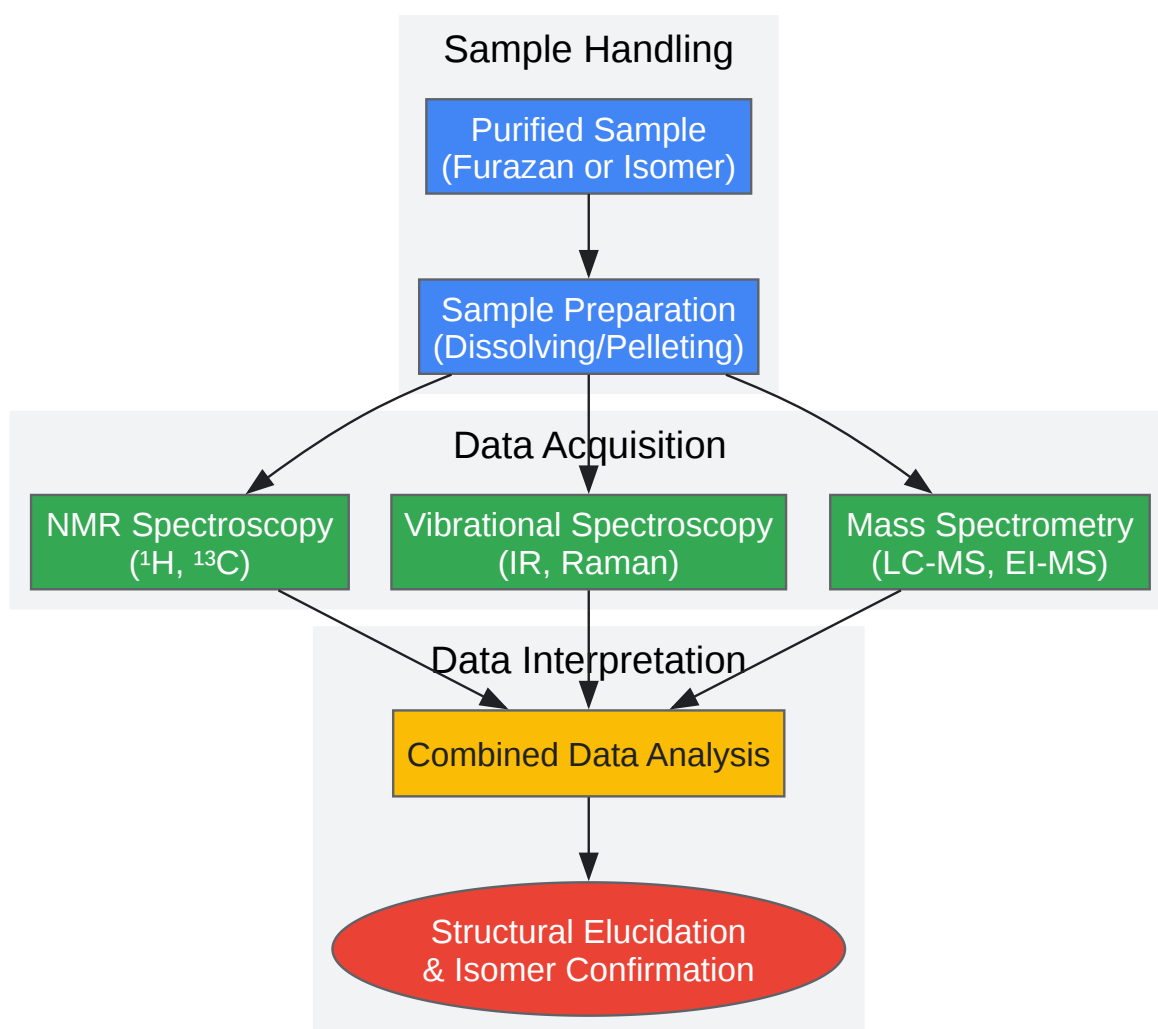 Sample Handling
Purified Sample
(Furazan or Isomer)
Sample Preparation
(Dissolving/Pelleting)
Data Acquisition
NMR Spectroscopy
(¹H, ¹³C)
Vibrational Spectroscopy
(IR, Raman)
Mass Spectrometry
(LC-MS, EI-MS)
Data Interpretation
Combined Data Analysis
Structural Elucidation
& Isomer Confirmation